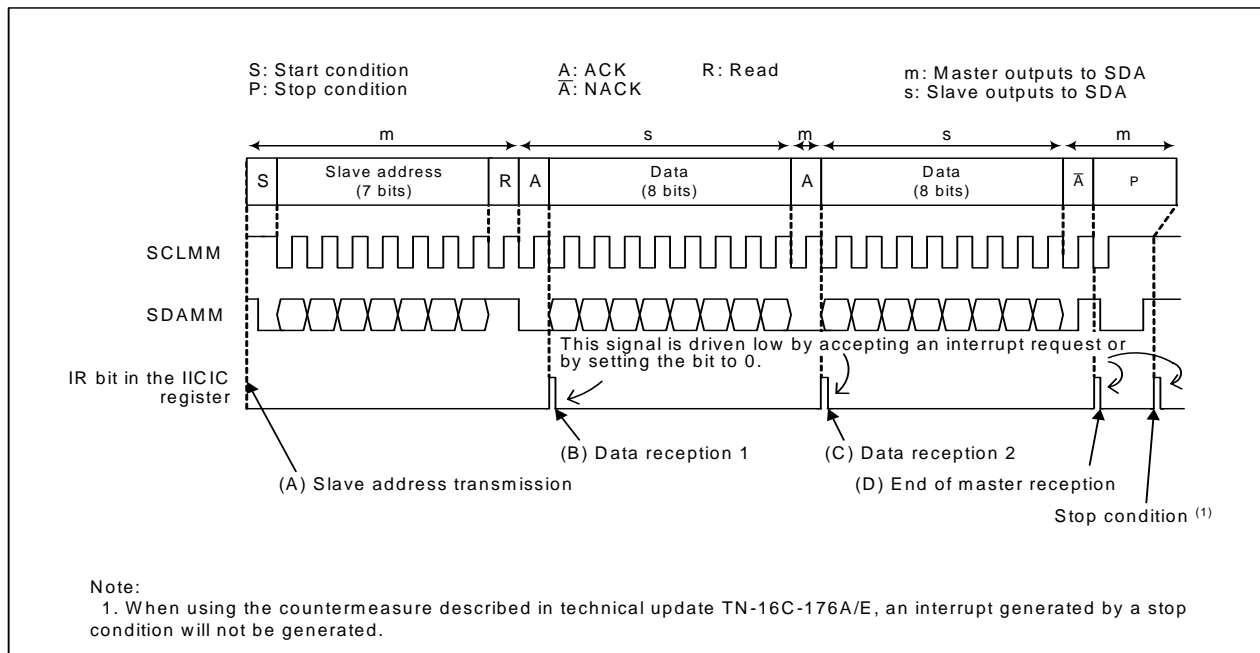 S: Start condition
P: Stop condition
A: ACK
A̅: NACK
R: Read
m: Master outputs to SDA
s: Slave outputs to SDA
m s m s m
S Slave address (7 bits) R A Data (8 bits) A Data (8 bits) A̅ P
SCLMM
SDAMM
This signal is driven low by accepting an interrupt request or
by setting the bit to 0.
IR bit in the IICIC
register
(B) Data reception 1
(C) Data reception 2
(A) Slave address transmission
(D) End of master reception
Stop condition (1)
Note:
1. When using the countermeasure described in technical update TN-16C-176A/E, an interrupt generated by a stop
condition will not be generated.